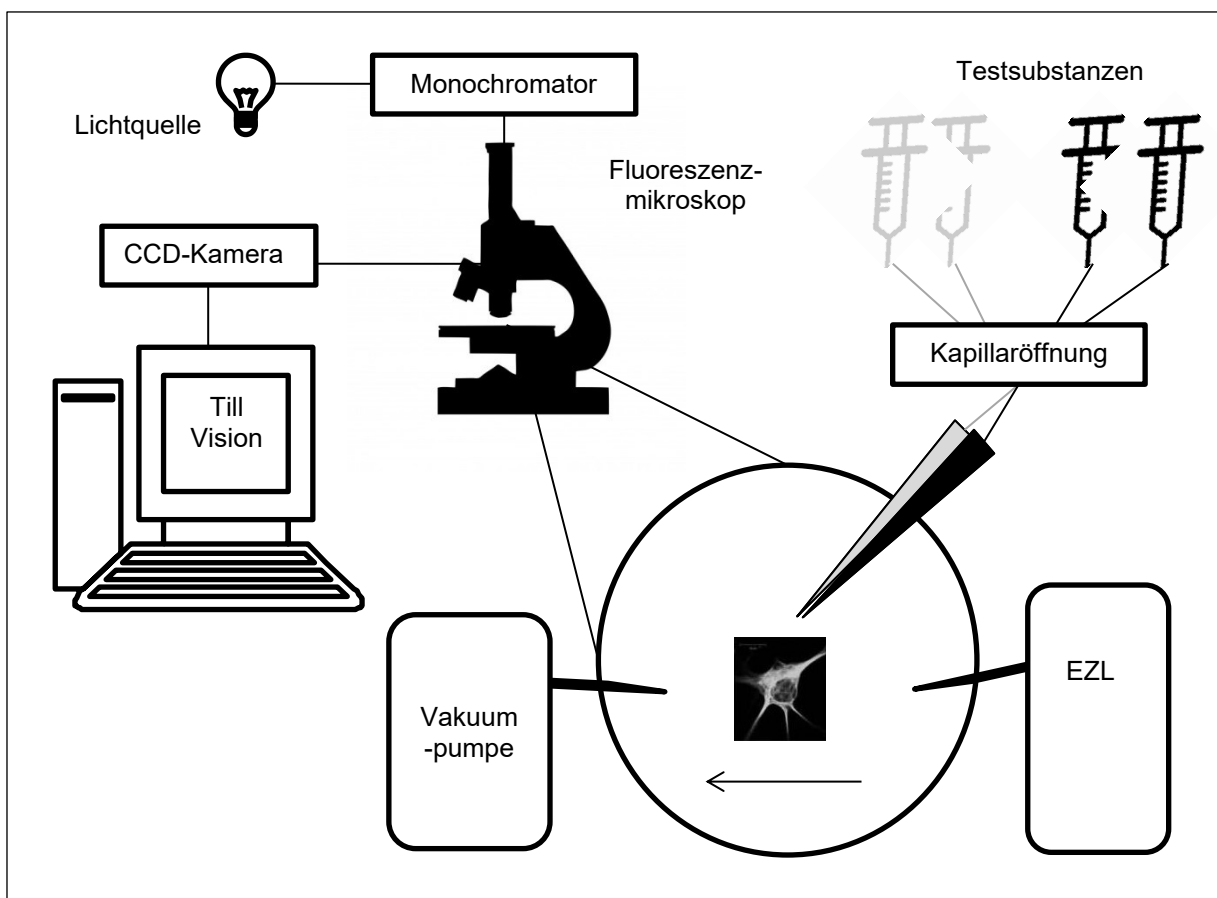 Monochromator
Testsubstanzen
Lichtquelle
Fluoreszenz-
mikroskop
CCD-Kamera
Kapillaröffnung
Till
Vision
EZL
Vakuum
-pumpe